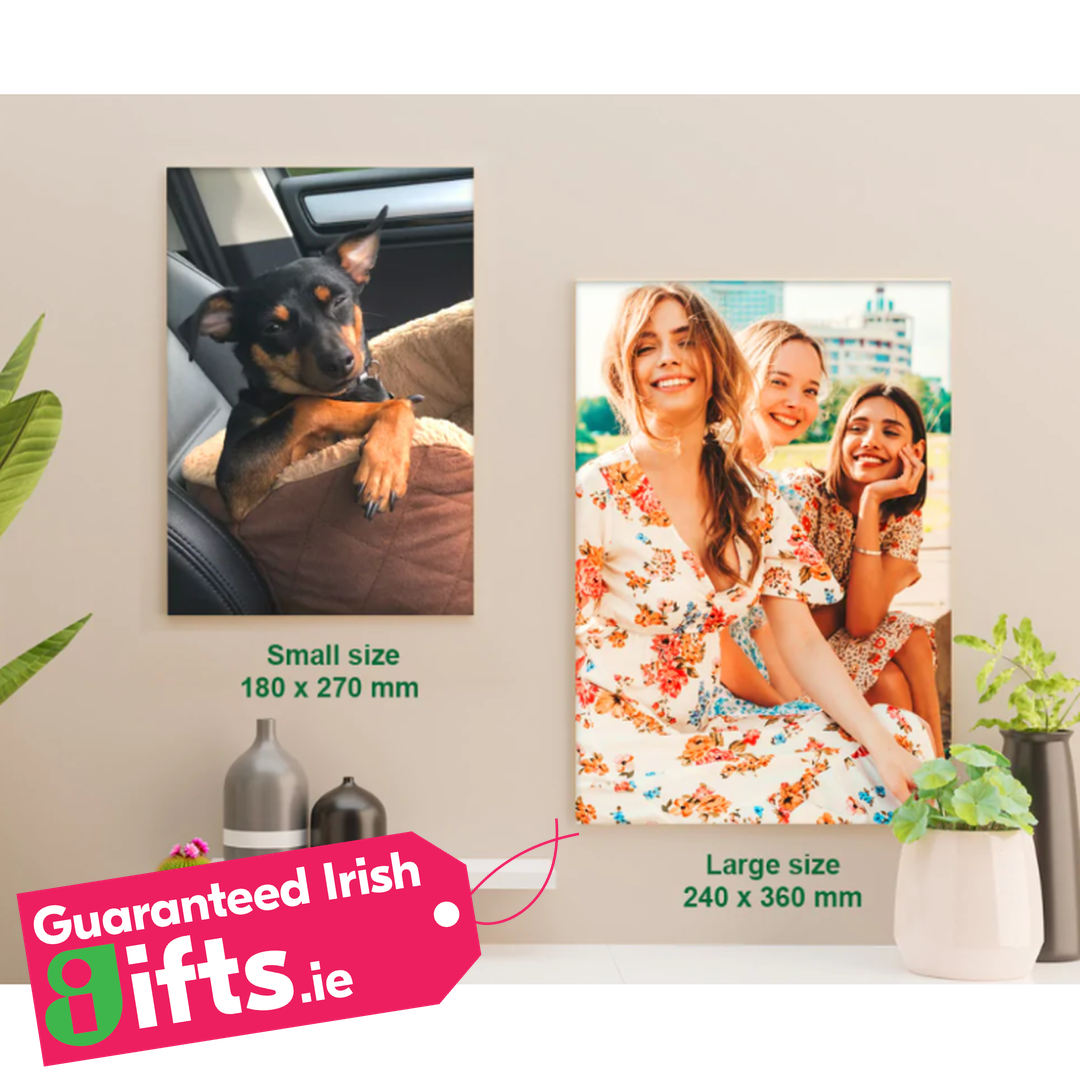 Small size
180 x 270 mm
Large size
240 x 360 mm
Guaranteed Irish
gifts.ie